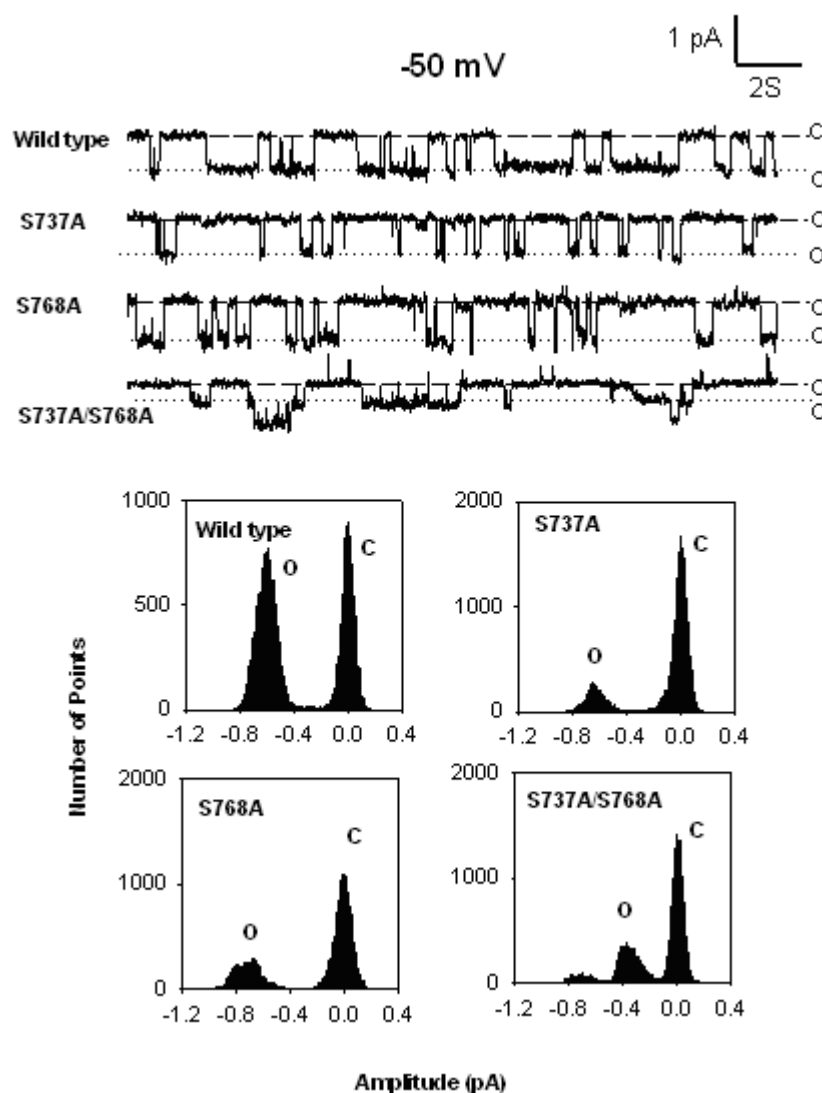 1 pA
-50 mV
2S
Wild type
C
O
S737A
C
O
S768A
C
O
S737A/S768A
C
O
1000
Wild type
O
C
500
0
-1.2 -0.8 -0.4 0.0 0.4
2000
S737A
C
1000
O
0
-1.2 -0.8 -0.4 0.0 0.4
Number of Points
2000
S768A
C
1000
O
0
-1.2 -0.8 -0.4 0.0 0.4
2000
S737A/S768A
C
1000
O
0
-1.2 -0.8 -0.4 0.0 0.4
Amplitude (pA)